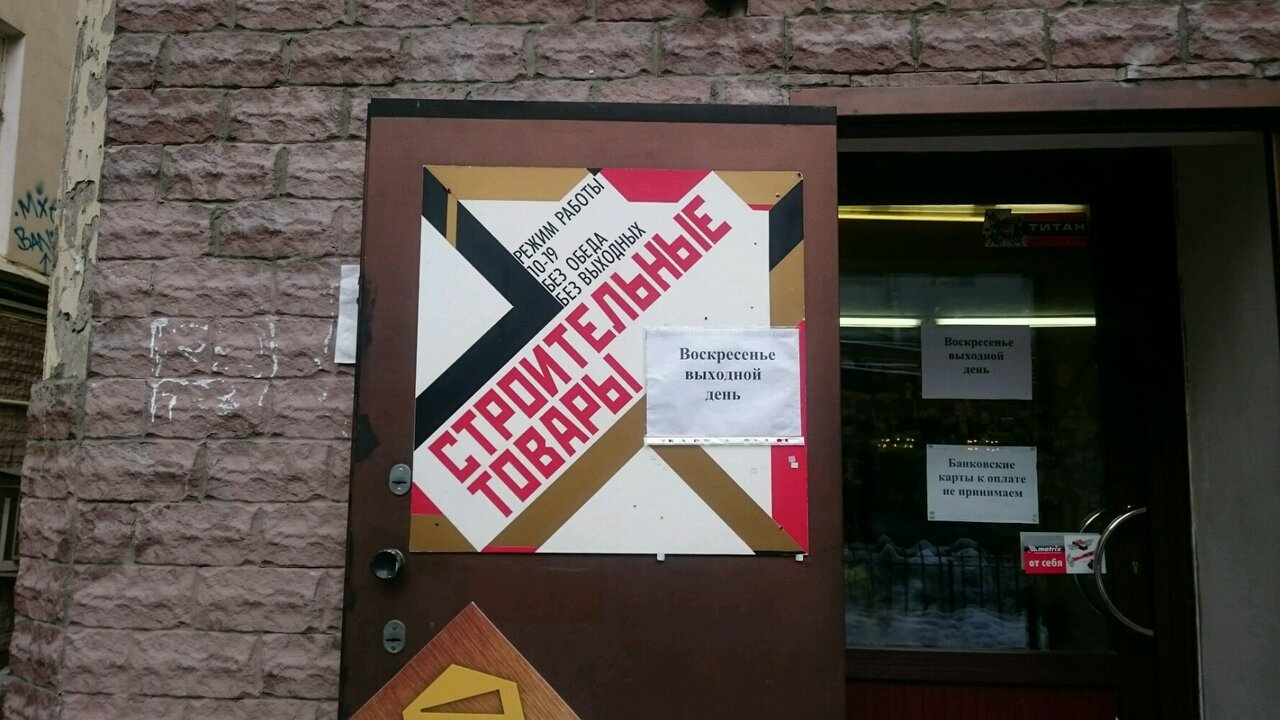 РЕЖИМ РАБОТЫ
10-19
БЕЗ ОБЕДА
БЕЗ ВЫХОДНЫХ
СТРОИТЕЛЬНЫЕ
ТОВАРЫ
Воскресенье
выходной
день
ТИТАН
Воскресенье
выходной
день
Банковские
карты к оплате
не принимаем
matrix
от себя